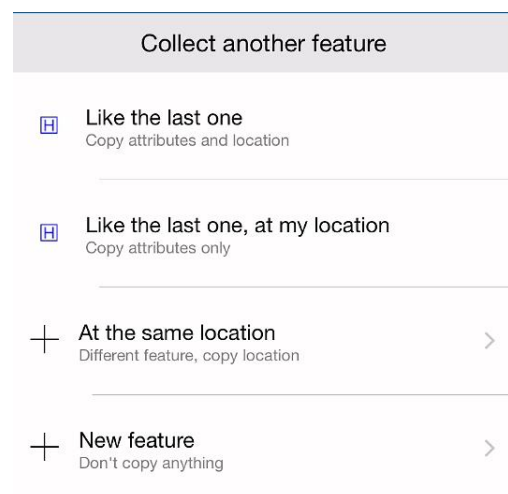 Collect another feature
H Like the last one
Copy attributes and location
H Like the last one, at my location
Copy attributes only
At the same location
Different feature, copy location
New feature
Don't copy anything